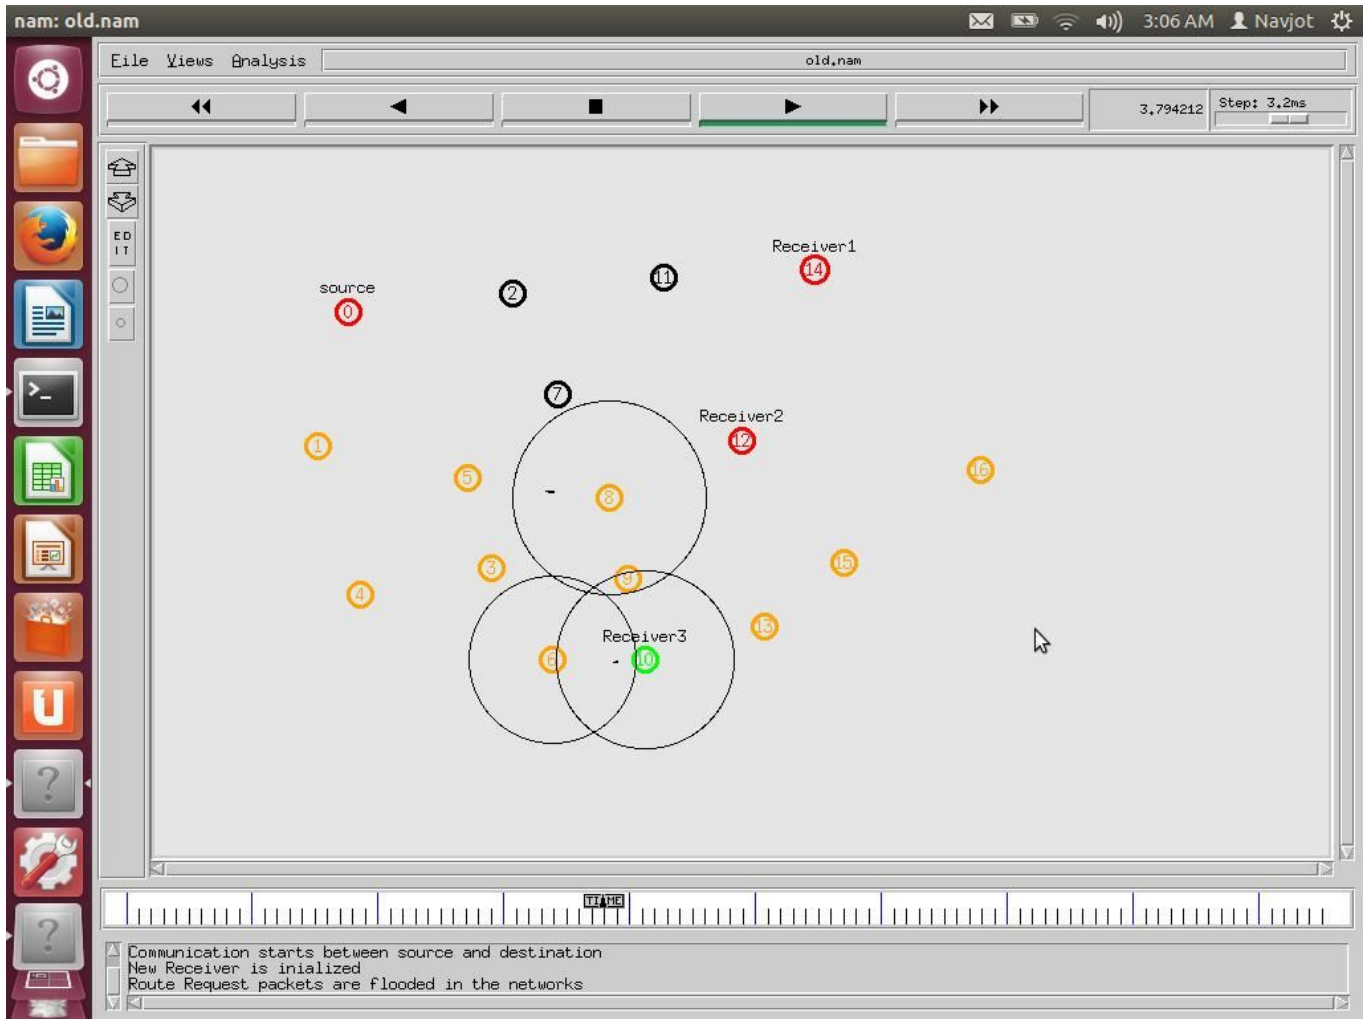 nam: old.nam
3:06 AM Navjot
File Views Analysis old.nam
3.794212 Step: 3.2ms
ED
IT
Receiver1
14
11
2
source
0
7
Receiver2
12
1
5
16
8
3
9
15
4
13
Receiver3
6
10
TIME
Communication starts between source and destination
New Receiver is inialized
Route Request packets are flooded in the networks